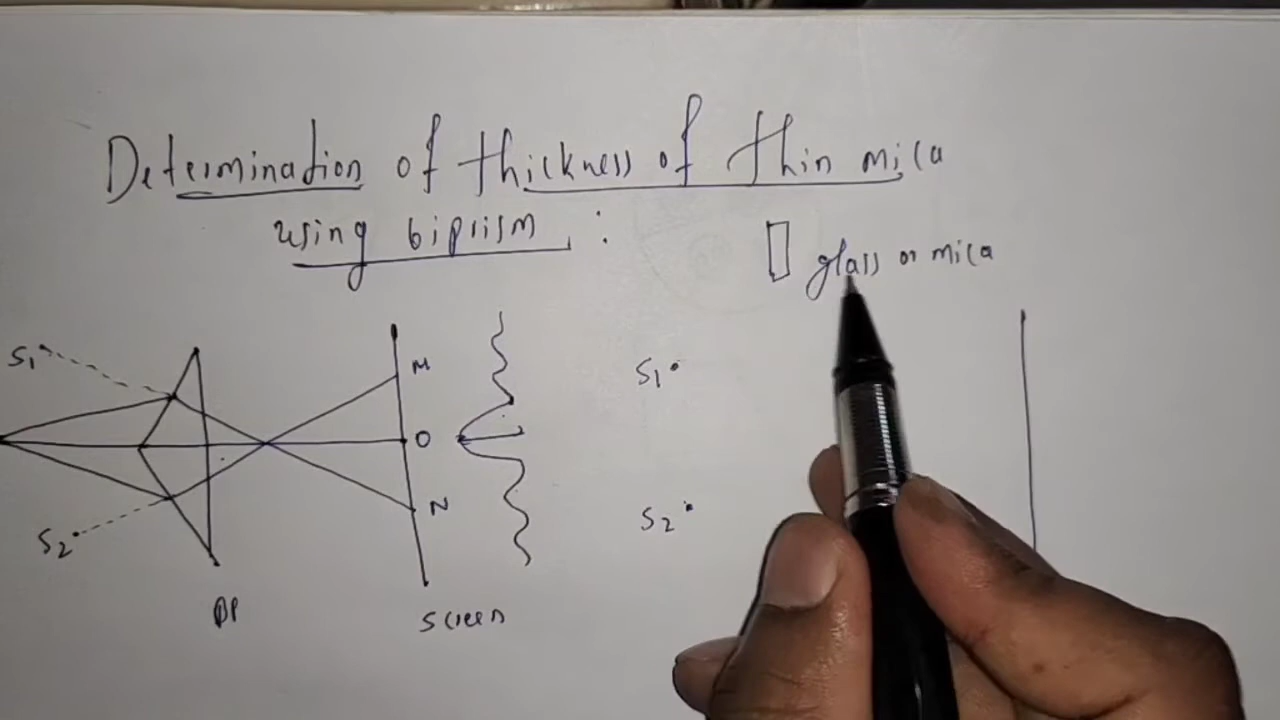 Determination of thickness of thin mica
using biprism :
glass or mica
S1
M
O
S1
N
S2
S2
BP
Screen